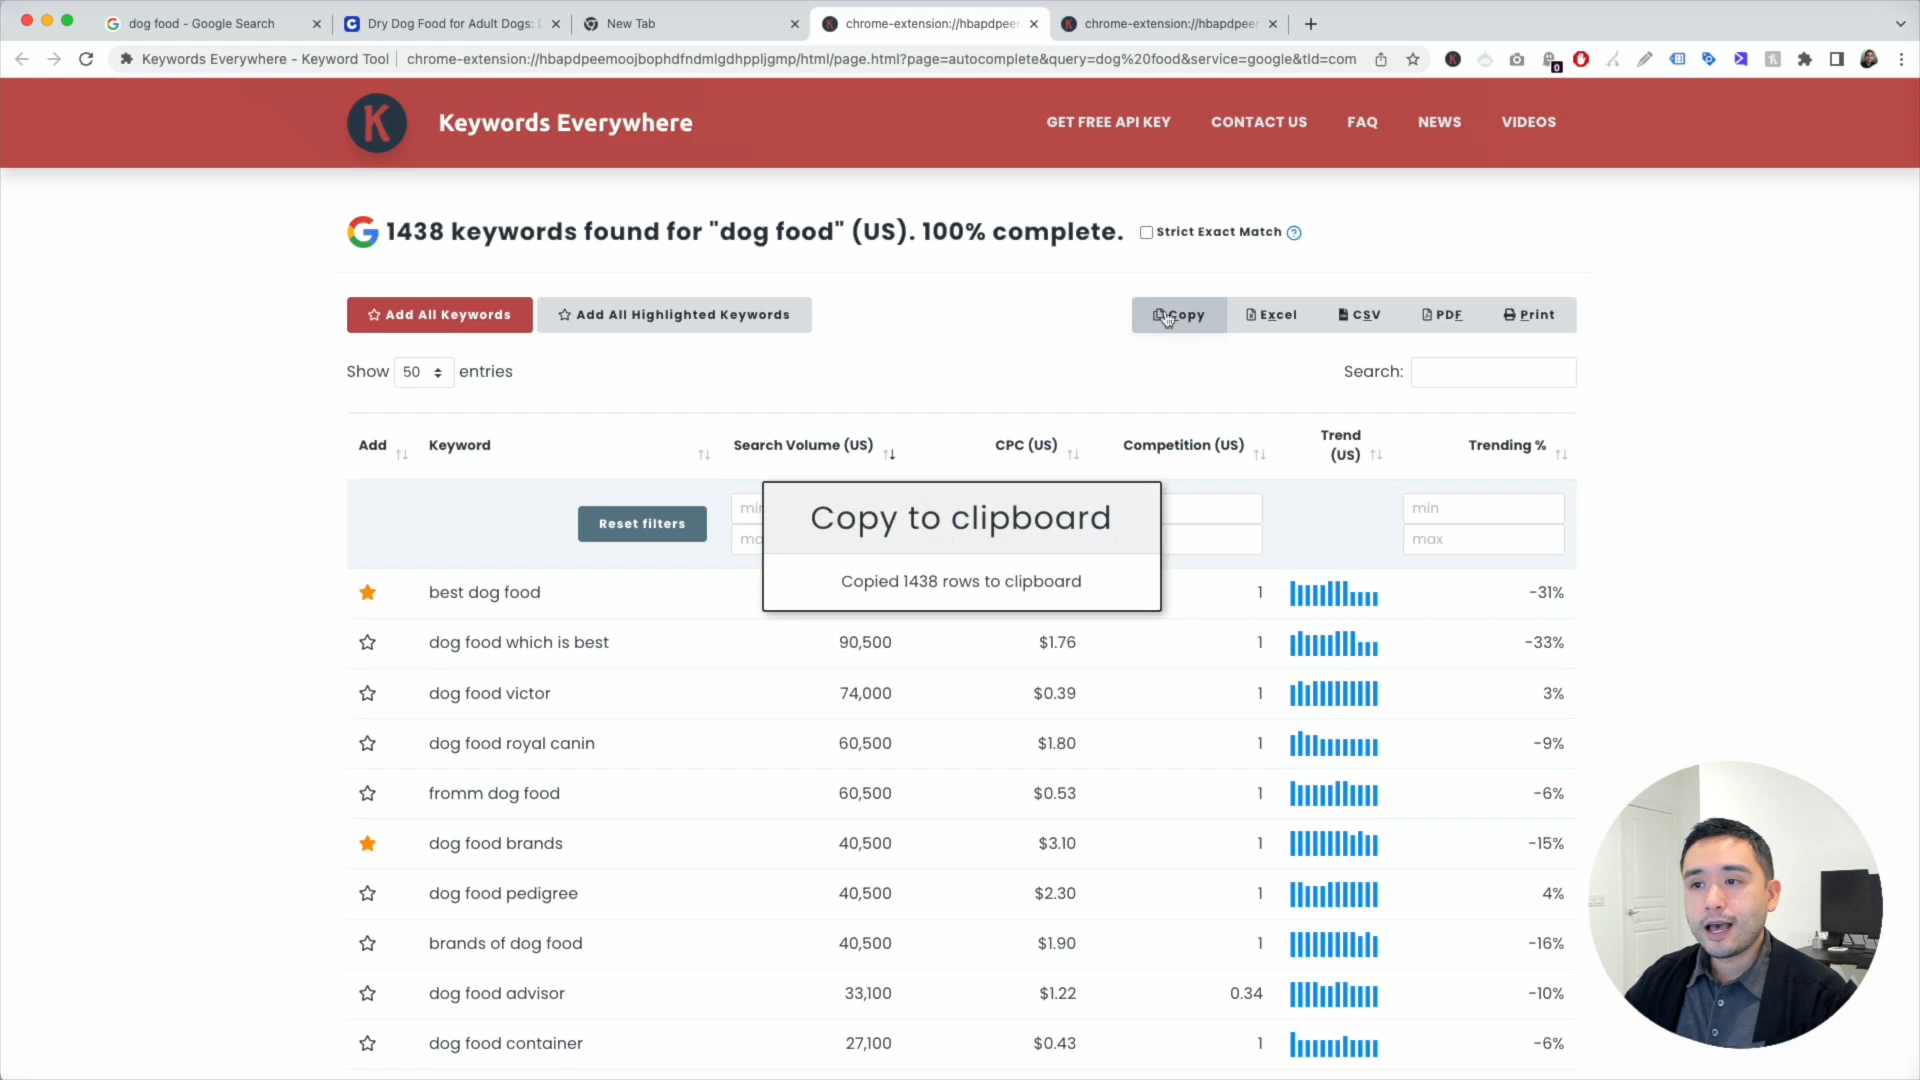 dog food - Google Search
Dry Dog Food for Adult Dogs:
New Tab
chrome-extension://hbapdpeer
chrome-extension://hbapdpeer
Keywords Everywhere - Keyword Tool
chrome-extension://hbapdpeemoojbophdfndmlgdhppljgmp/html/page.html?page=autocomplete&query=dog%20food&service=google&tld=com
0
K
Keywords Everywhere
GET FREE API KEY
CONTACT US
FAQ
NEWS
VIDEOS
1438 keywords found for "dog food" (US). 100% complete.
Strict Exact Match
Add All Keywords
Add All Highlighted Keywords
Copy
Excel
CSV
PDF
Print
Show 50 entries
Search:
Add
Keyword
Search Volume (US)
CPC (US)
Competition (US)
Trend (US)
Trending %
Reset filters
min
max
Copy to clipboard
Copied 1438 rows to clipboard
best dog food 1 -31%
dog food which is best 90,500 $1.76 1 -33%
dog food victor 74,000 $0.39 1 3%
dog food royal canin 60,500 $1.80 1 -9%
fromm dog food 60,500 $0.53 1 -6%
dog food brands 40,500 $3.10 1 -15%
dog food pedigree 40,500 $2.30 1 4%
brands of dog food 40,500 $1.90 1 -16%
dog food advisor 33,100 $1.22 0.34 -10%
dog food container 27,100 $0.43 1 -6%